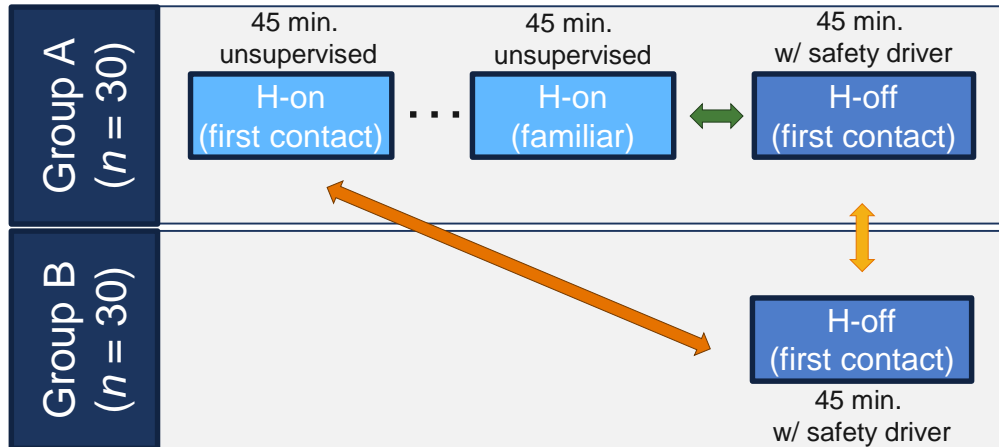 Group A
(n = 30)
45 min.
unsupervised
H-on
(first contact)
...
45 min.
unsupervised
H-on
(familiar)
45 min.
w/ safety driver
H-off
(first contact)
Group B
(n = 30)
H-off
(first contact)
45 min.
w/ safety driver